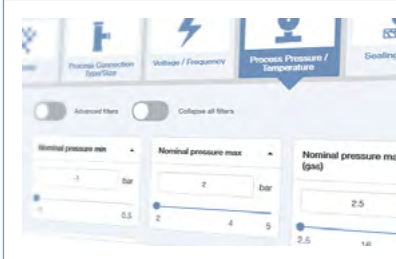 Process Connection
Type/Size
Voltage / Frequency
Process Pressure /
Temperature
Sealing
Advanced filters
Collapse all filters
Nominal pressure min
Nominal pressure max
Nominal pressure ma
(gas)
-1
bar
2
bar
2.5
-1
0.5
2
4
5
2.5
16